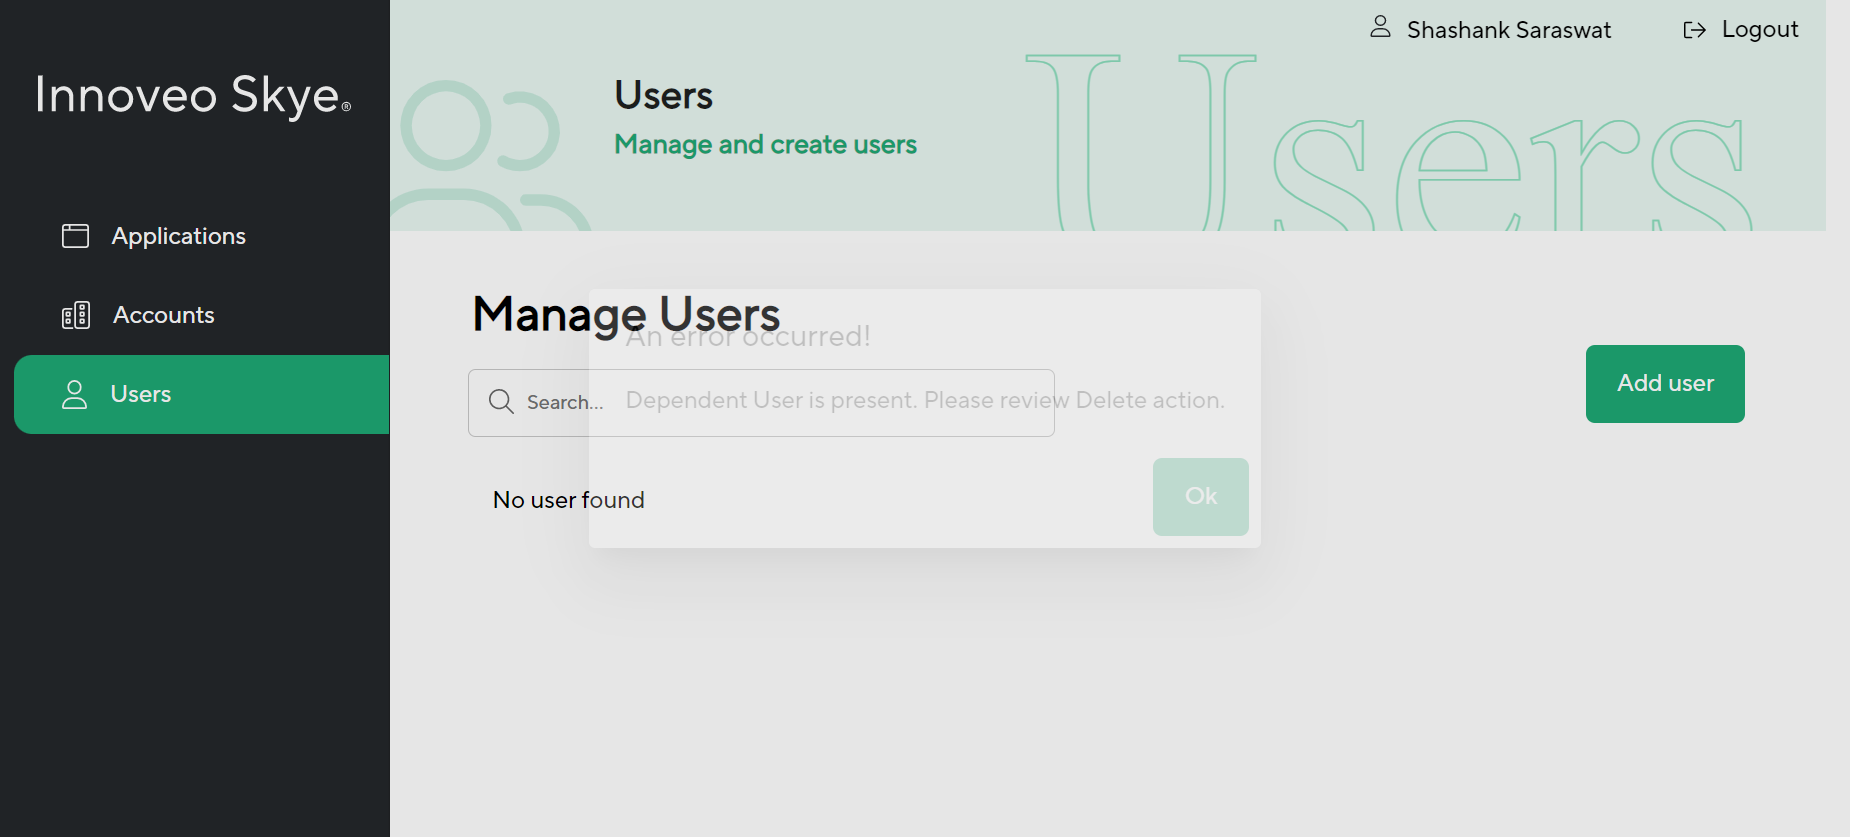 Innoveo Skye®
Applications
Accounts
Users
Shashank Saraswat
Logout
Users
Manage and create users
Users
Manage Users
An error occurred!
Search...
Dependent User is present. Please review Delete action.
Add user
No user found
Ok